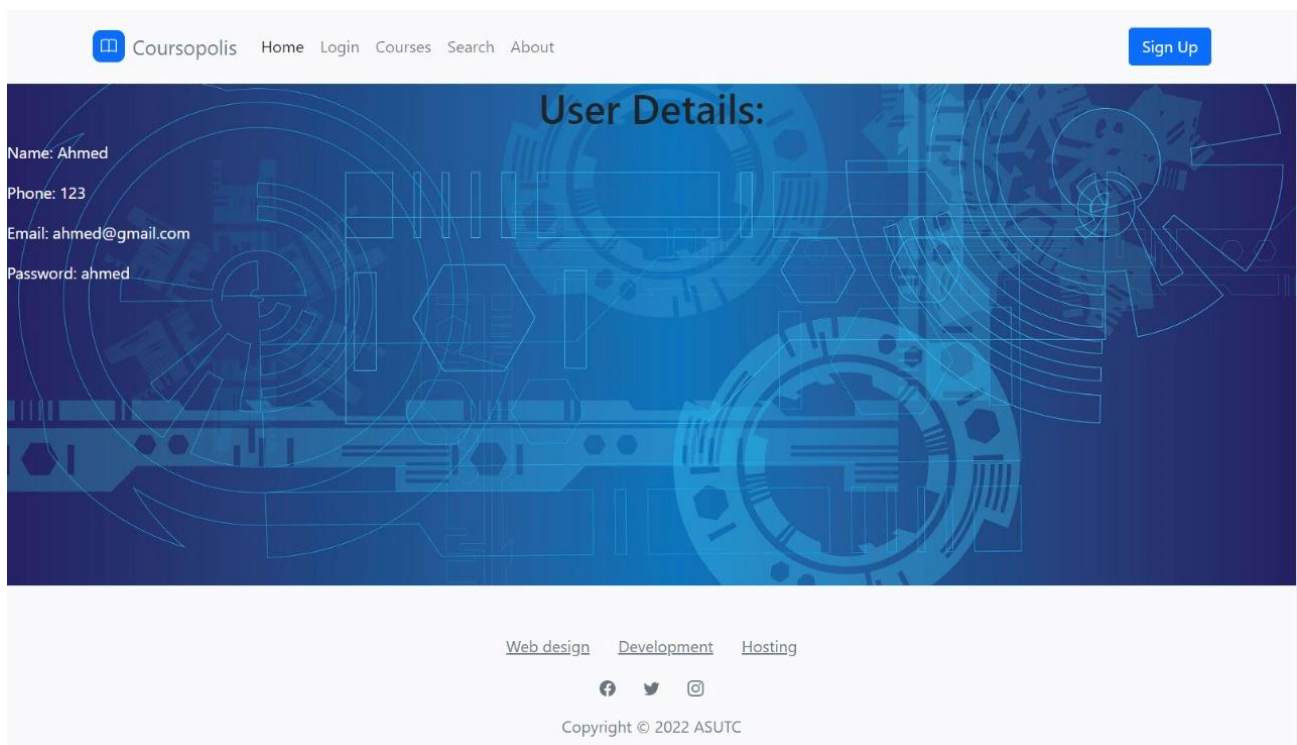 Coursopolis Home Login Courses Search About Sign Up
User Details:
Name: Ahmed
Phone: 123
Email: ahmed@gmail.com
Password: ahmed
Web design Development Hosting
Copyright © 2022 ASUTC